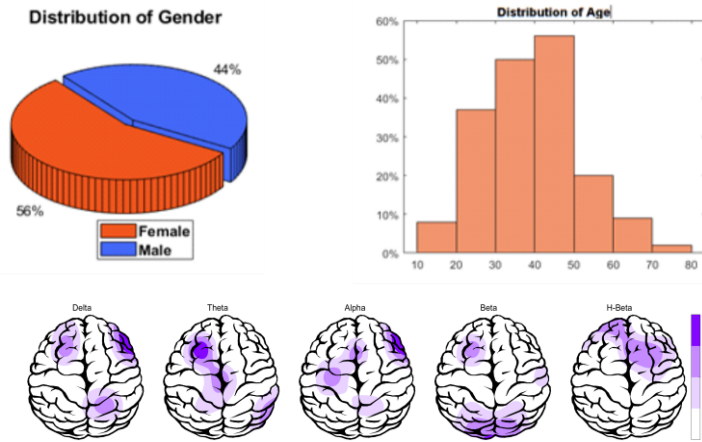 Distribution of Gender
44%
56%
Female
Male
Distribution of Age
60%
50%
40%
30%
20%
10%
0%
10 20 30 40 50 60 70 80
Delta Theta Alpha Beta H-Beta